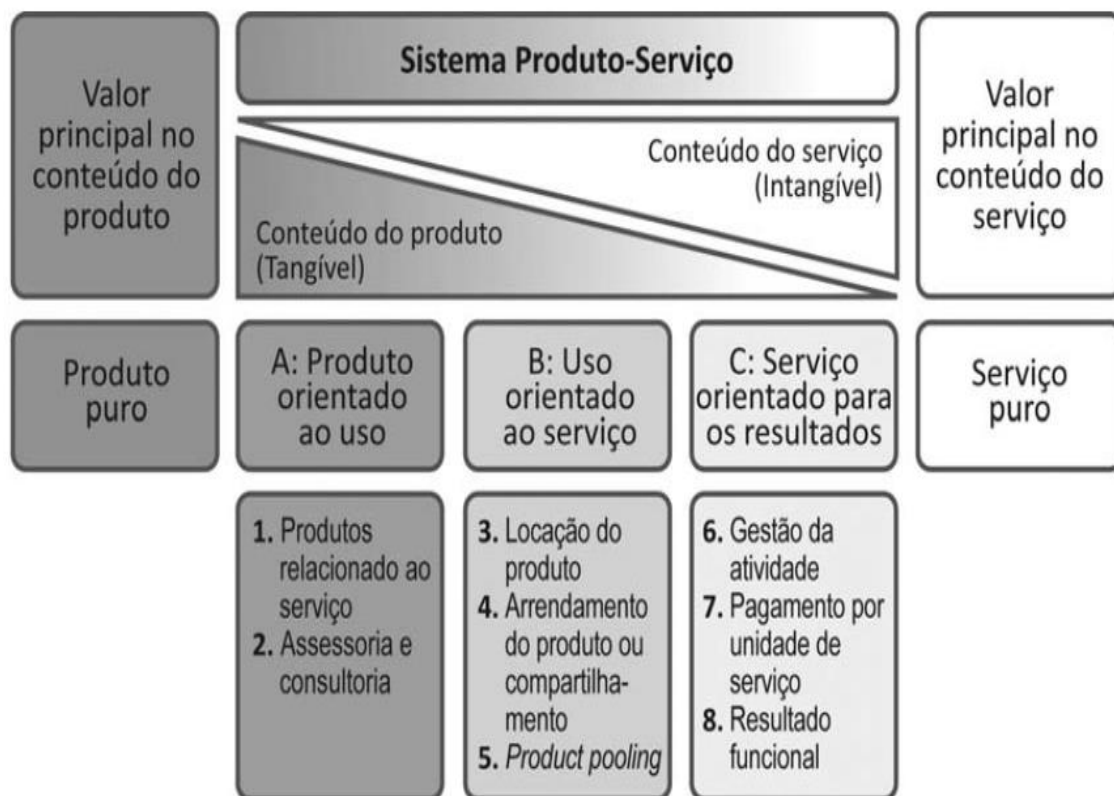 Valor
principal no
conteúdo do
produto
Sistema Produto-Serviço
Conteúdo do serviço
(Intangível)
Conteúdo do produto
(Tangível)
Valor
principal no
conteúdo do
serviço
Produto
puro
A: Produto
orientado
ao uso
B: Uso
orientado
ao serviço
C: Serviço
orientado para
os resultados
Serviço
puro
1. Produtos
relacionado ao
serviço
2. Assessoria e
consultoria
3. Locação do
produto
4. Arrendamento
do produto ou
compartilha-
mento
5. Product pooling
6. Gestão da
atividade
7. Pagamento por
unidade de
serviço
8. Resultado
funcional